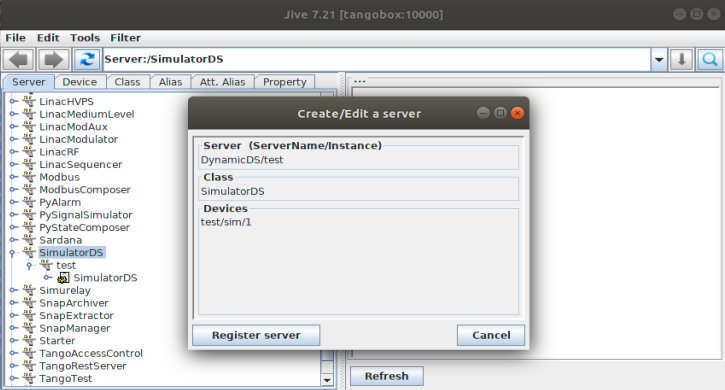 Jive 7.21 [tangobox:10000]
File Edit Tools Filter
Server:/SimulatorDS
Server Device Class Alias Att. Alias Property
...
LinacHVPS
LinacMediumLevel
LinacModAux
LinacModulator
LinacRF
LinacSequencer
Modbus
ModbusComposer
PyAlarm
PySignalSimulator
PyStateComposer
Sardana
SimulatorDS
test
SimulatorDS
Simurelay
SnapArchiver
SnapExtractor
SnapManager
Starter
TangoAccessControl
TangoRestServer
TangoTest
Create/Edit a server
Server (ServerName/Instance)
DynamicDS/test
Class
SimulatorDS
Devices
test/sim/1
Register server
Cancel
Refresh